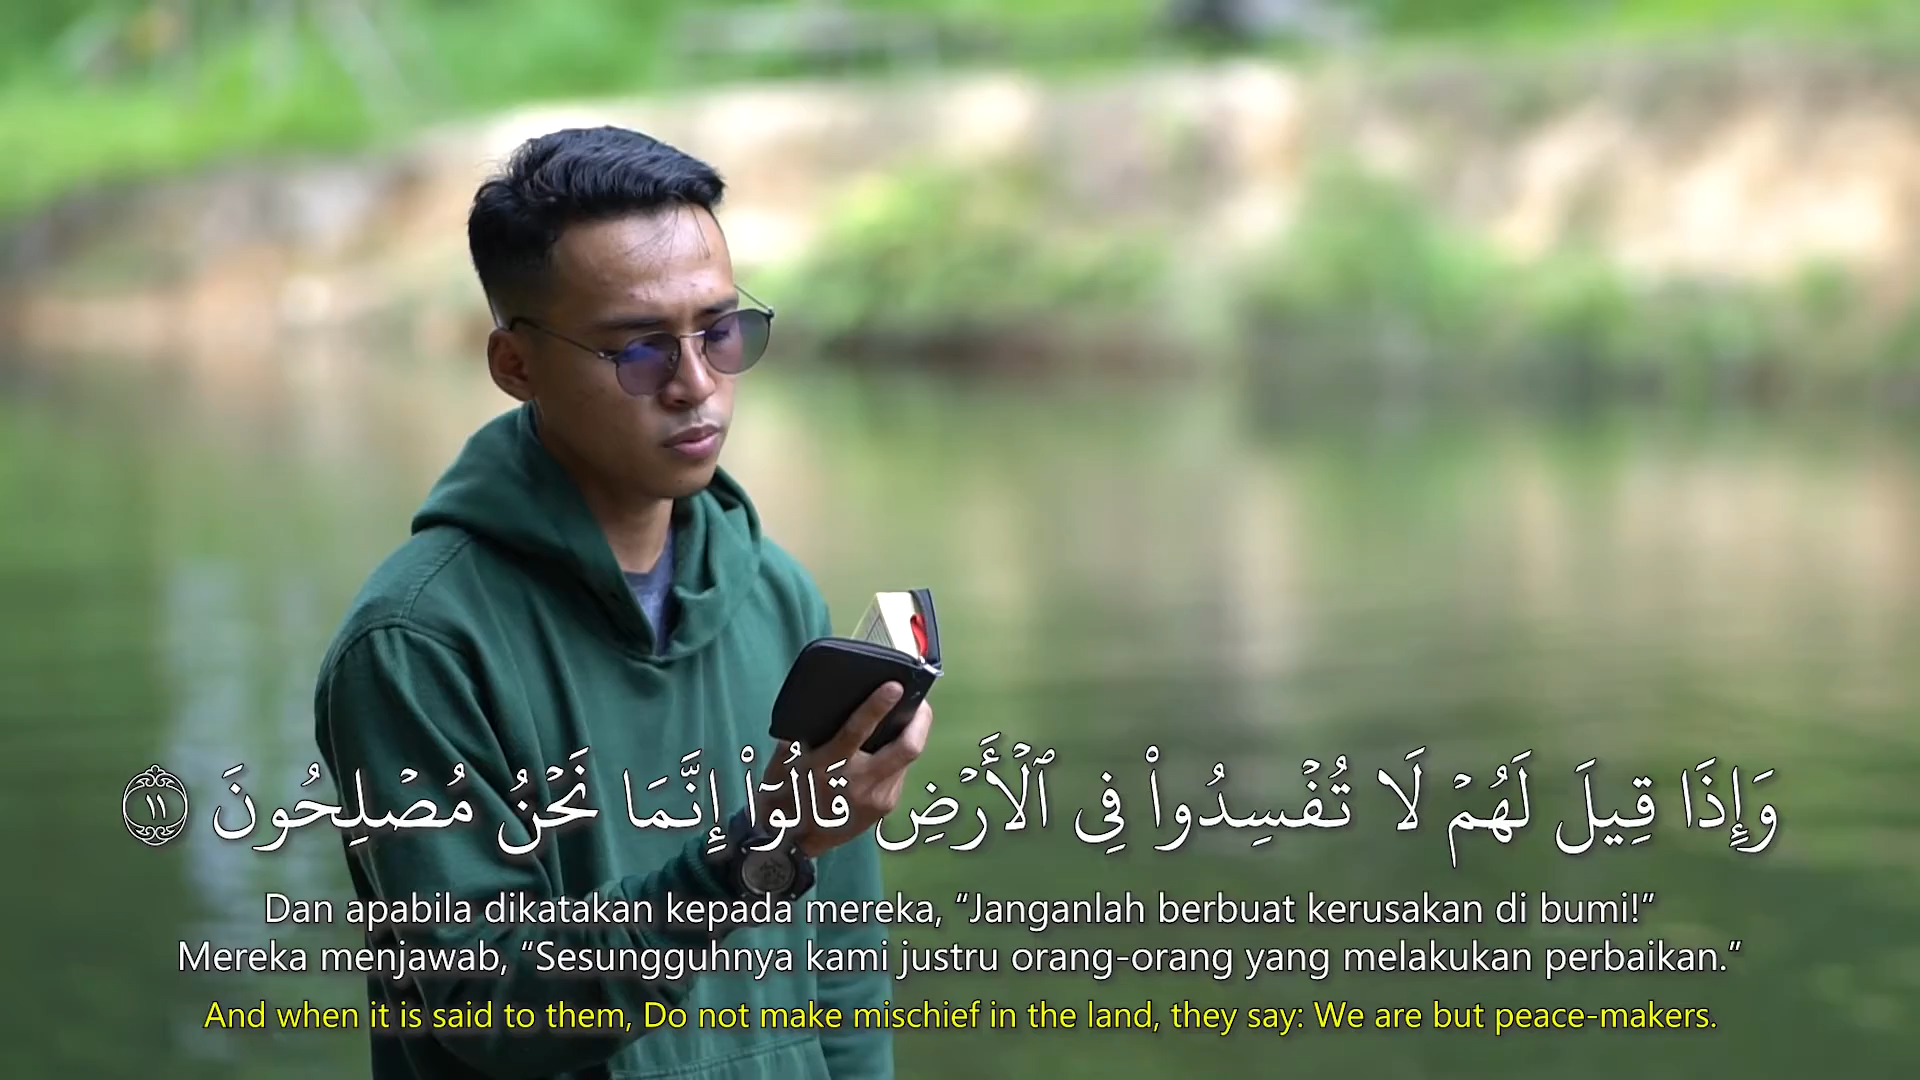 وَإِذَا قِيلَ لَهُمۡ لَا تُفۡسِدُواْ فِي ٱلۡأَرۡضِ قَالُوٓاْ إِنَّمَا نَحۡنُ مُصۡلِحُونَ ١١
Dan apabila dikatakan kepada mereka, “Janganlah berbuat kerusakan di bumi!”
Mereka menjawab, “Sesungguhnya kami justru orang-orang yang melakukan perbaikan.”
And when it is said to them, Do not make mischief in the land, they say: We are but peace-makers.